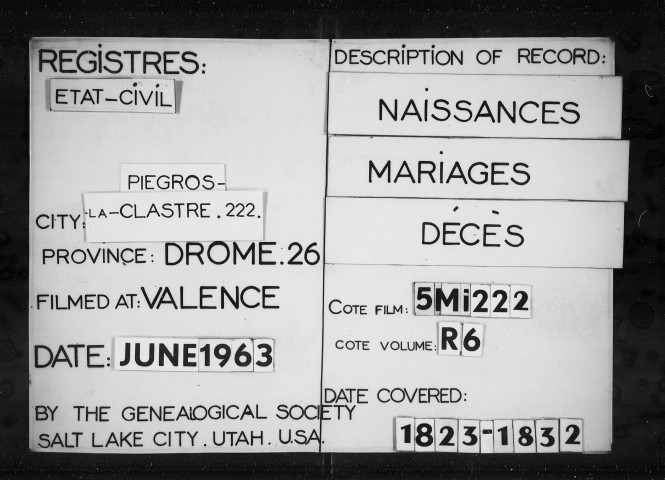 REGISTRES:
ETAT-CIVIL
PIEGROS-
CITY: LA-CLASTRE.222.
PROVINCE: DROME.26
FILMED AT: VALENCE
DATE: JUNE 1963
BY THE GENEALOGICAL SOCIETY
SALT LAKE CITY. UTAH. U.S.A.
DESCRIPTION OF RECORD:
NAISSANCES
MARIAGES
DÉCÈS
COTE FILM: 5Mi222
COTE VOLUME: R6
DATE COVERED:
1823-1832